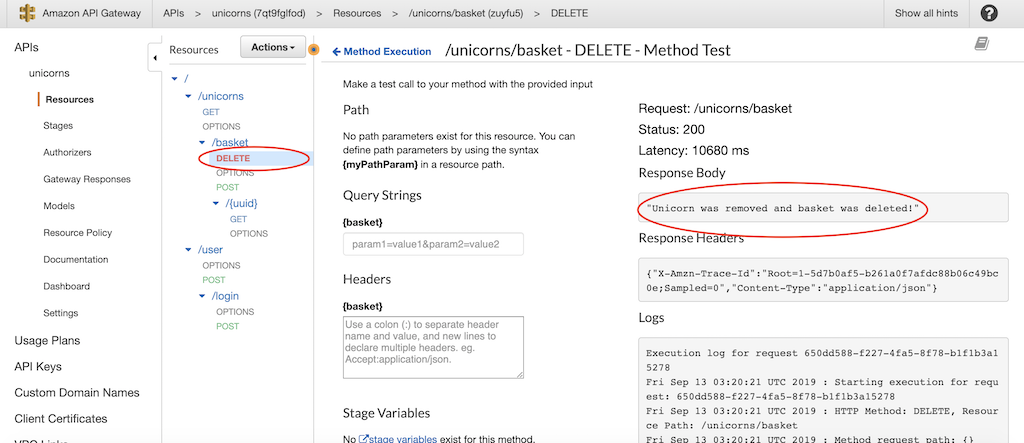 Amazon API Gateway
APIs > unicorns (7qt9fglfod) > Resources > /unicorns/basket (zuyfu5) > DELETE
Show all hints
?
APIs
unicorns
Resources
Stages
Authorizers
Gateway Responses
Models
Resource Policy
Documentation
Dashboard
Settings
Usage Plans
API Keys
Custom Domain Names
Client Certificates
VPC Links
Resources
Actions
/
/unicorns
GET
OPTIONS
/basket
DELETE
OPTIONS
POST
/{uuid}
GET
OPTIONS
/user
OPTIONS
POST
/login
OPTIONS
POST
Method Execution
/unicorns/basket - DELETE - Method Test
Make a test call to your method with the provided input
Path
No path parameters exist for this resource. You can
define path parameters by using the syntax
{myPathParam} in a resource path.
Query Strings
{basket}
param1=value1&param2=value2
Headers
{basket}
Use a colon (:) to separate header
name and value, and new lines to
declare multiple headers. eg.
Accept:application/json.
Stage Variables
No stage variables exist for this method.
Request: /unicorns/basket
Status: 200
Latency: 10680 ms
Response Body
"Unicorn was removed and basket was deleted!"
Response Headers
{"X-Amzn-Trace-Id":"Root=1-5d7b0af5-b261a0f7afdc88b06c49bc
0e;Sampled=0","Content-Type":"application/json"}
Logs
Execution log for request 650dd588-f227-4fa5-8f78-b1f1b3a1
5278
Fri Sep 13 03:20:21 UTC 2019 : Starting execution for requ
est: 650dd588-f227-4fa5-8f78-b1f1b3a15278
Fri Sep 13 03:20:21 UTC 2019 : HTTP Method: DELETE, Resour
ce Path: /unicorns/basket
Fri Sep 13 03:20:21 UTC 2019 : Method request path: {}